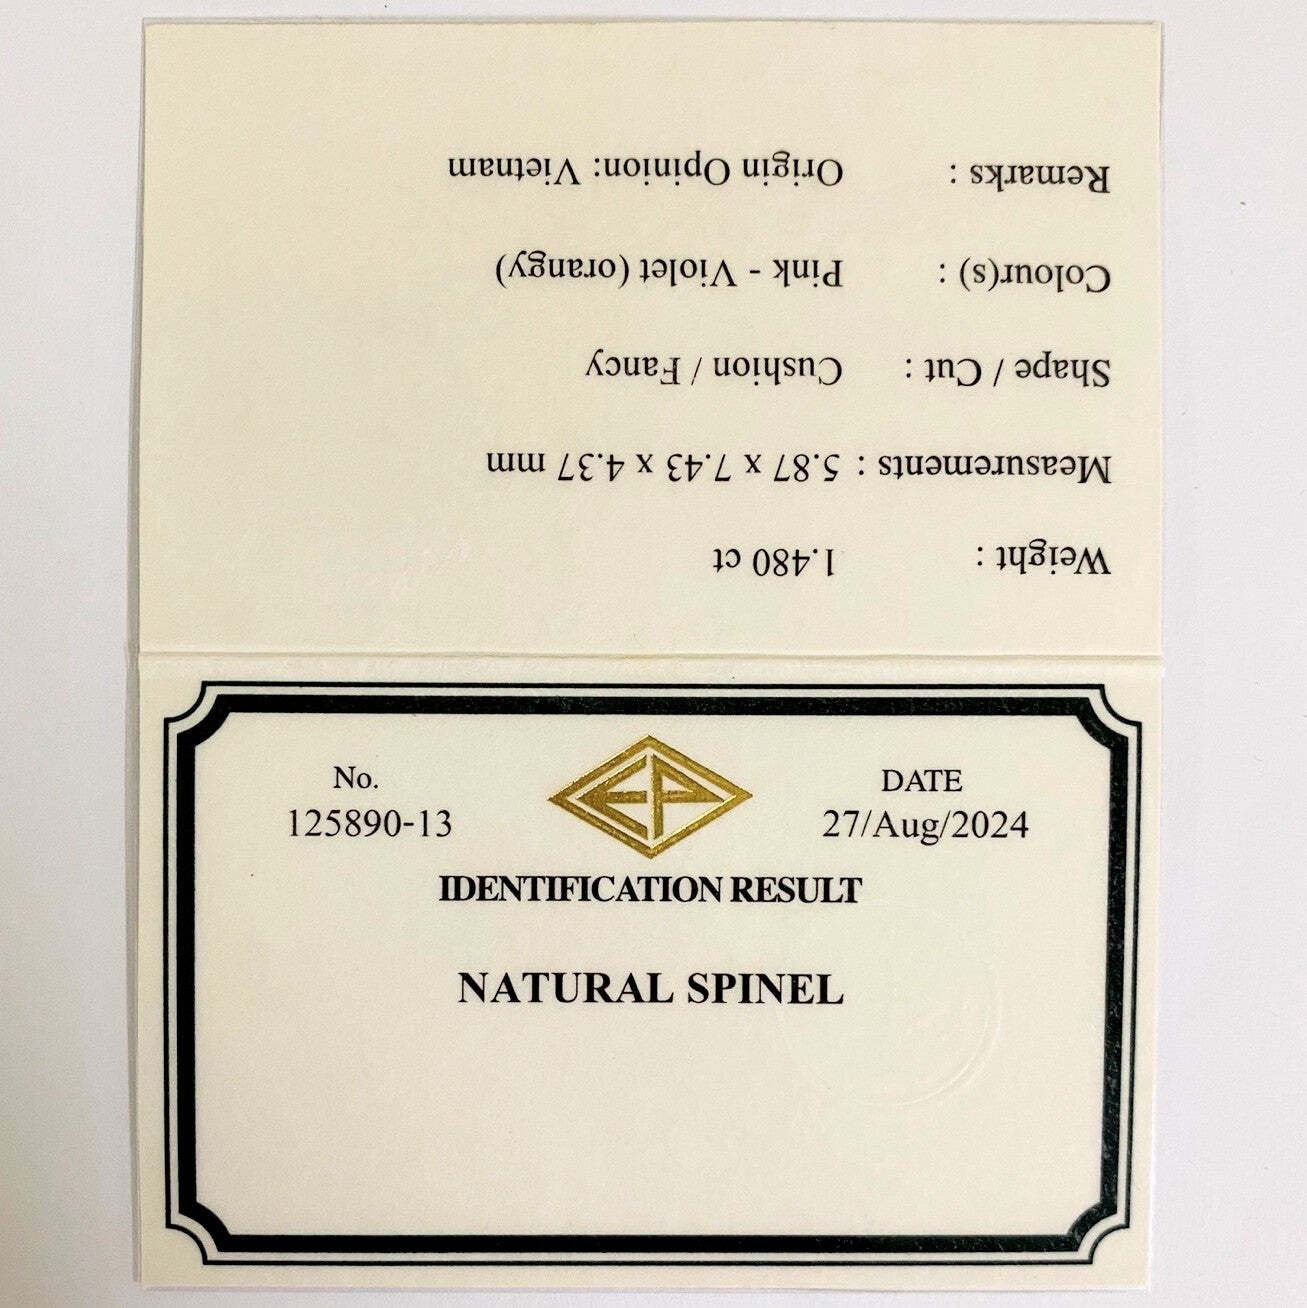 No.
125890-13
EP
DATE
27/Aug/2024
IDENTIFICATION RESULT
NATURAL SPINEL
Weight : 1.480 ct
Measurements : 5.87 x 7.43 x 4.37 mm
Shape / Cut : Cushion / Fancy
Colour(s) : Pink - Violet (orangy)
Remarks : Origin Opinion: Vietnam